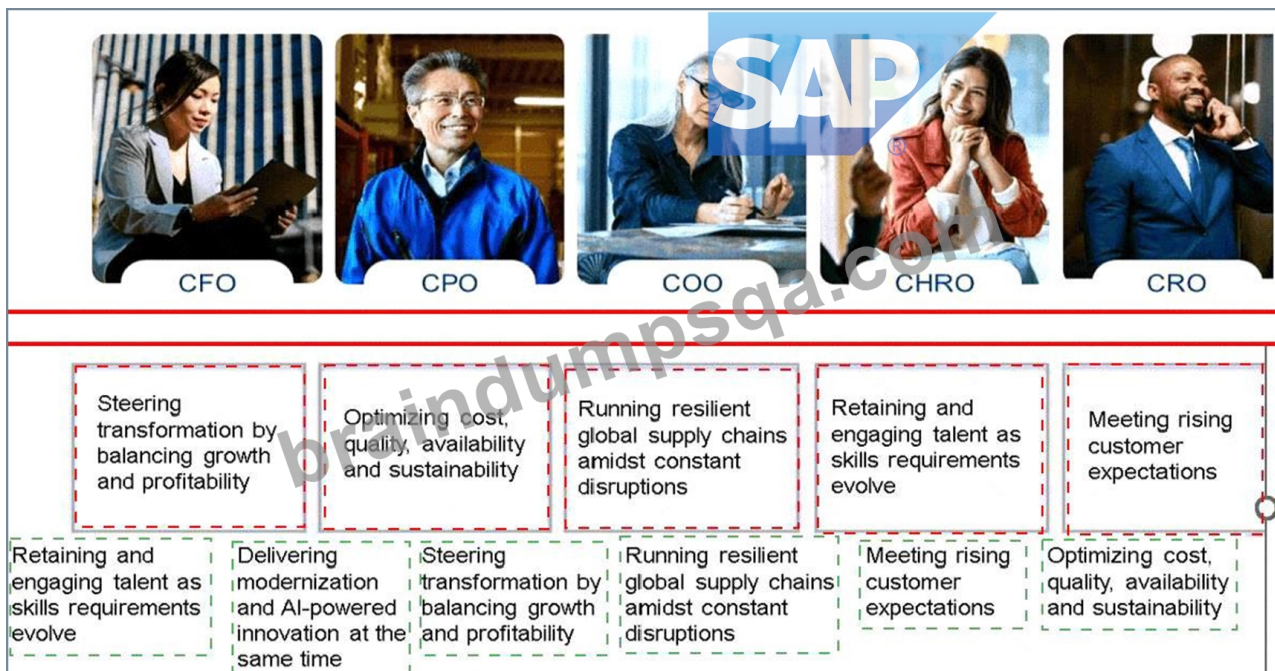 SAP
®
CFO
CPO
COO
CHRO
CRO
braindumpsqa.com
Steering
transformation by
balancing growth
and profitability
Optimizing cost,
quality, availability
and sustainability
Running resilient
global supply chains
amidst constant
disruptions
Retaining and
engaging talent as
skills requirements
evolve
Meeting rising
customer
expectations
Retaining and
engaging talent as
skills requirements
evolve
Delivering
modernization
and AI-powered
innovation at the
same time
Steering
transformation by
balancing growth
and profitability
Running resilient
global supply chains
amidst constant
disruptions
Meeting rising
customer
expectations
Optimizing cost,
quality, availability
and sustainability